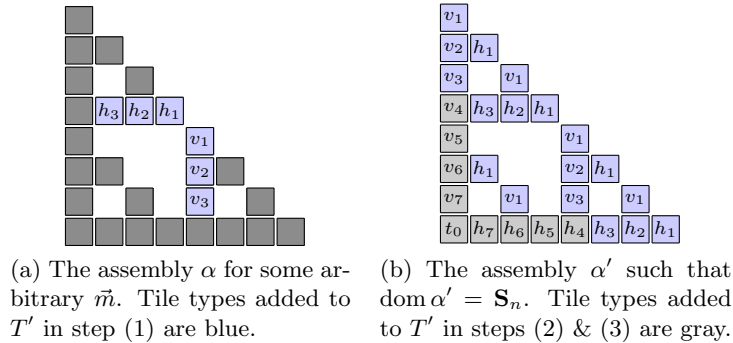 h₃ h₂ h₁
v₁
v₂
v₃
(a) The assembly α for some ar-
bitrary m⃗. Tile types added to
T′ in step (1) are blue.
v₁
v₂ h₁
v₃ v₁
v₄ h₃ h₂ h₁
v₅ v₁
v₆ h₁ v₂ h₁
v₇ v₁ v₃ v₁
t₀ h₇ h₆ h₅ h₄ h₃ h₂ h₁
(b) The assembly α′ such that
dom α′ = Sₙ. Tile types added
to T′ in steps (2) & (3) are gray.